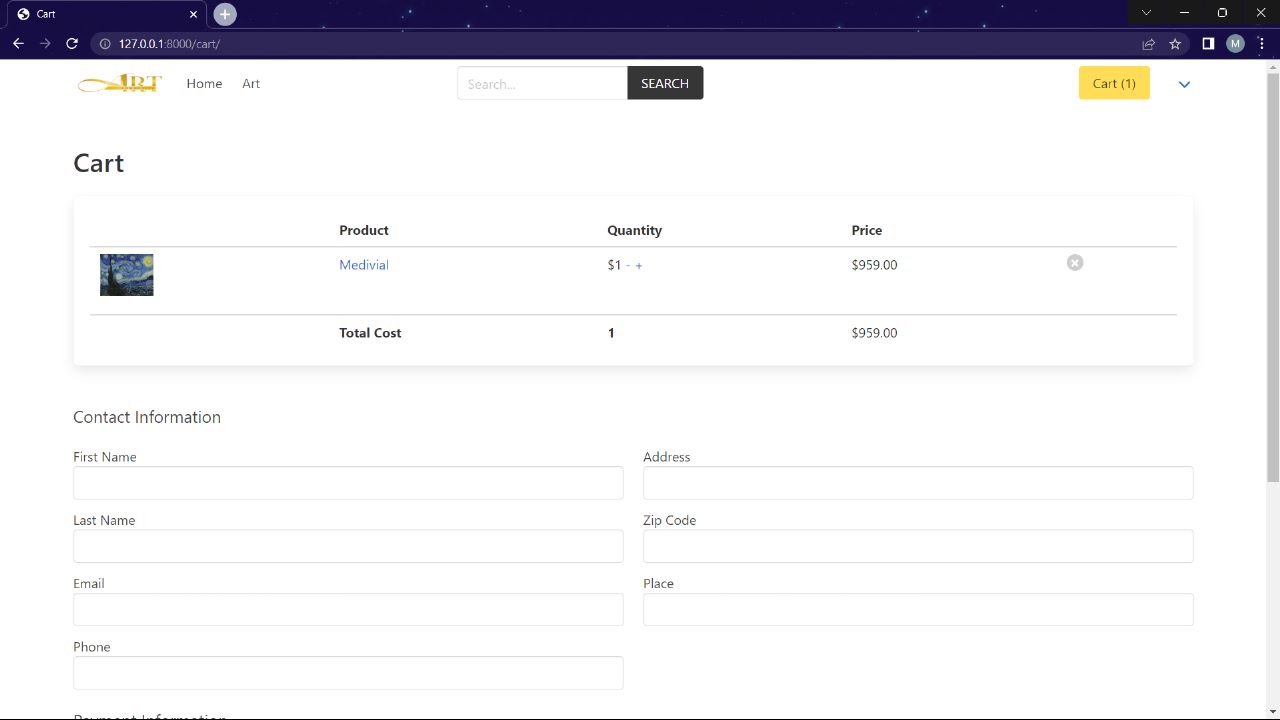 Cart
127.0.0.1:8000/cart/
M
ART
Home
Art
Search...
SEARCH
Cart (1)
Cart
Product Quantity Price
Medivial $1 - + $959.00
Total Cost 1 $959.00
Contact Information
First Name
Address
Last Name
Zip Code
Email
Place
Phone
Payment Information